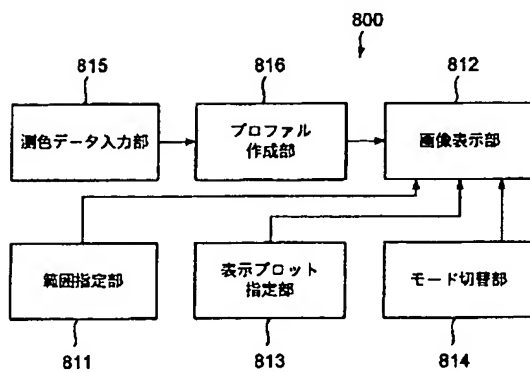 800
815
816
812
測色データ入力部
プロファル
作成部
画像表示部
範囲指定部
表示プロット
指定部
モード切替部
811
813
814